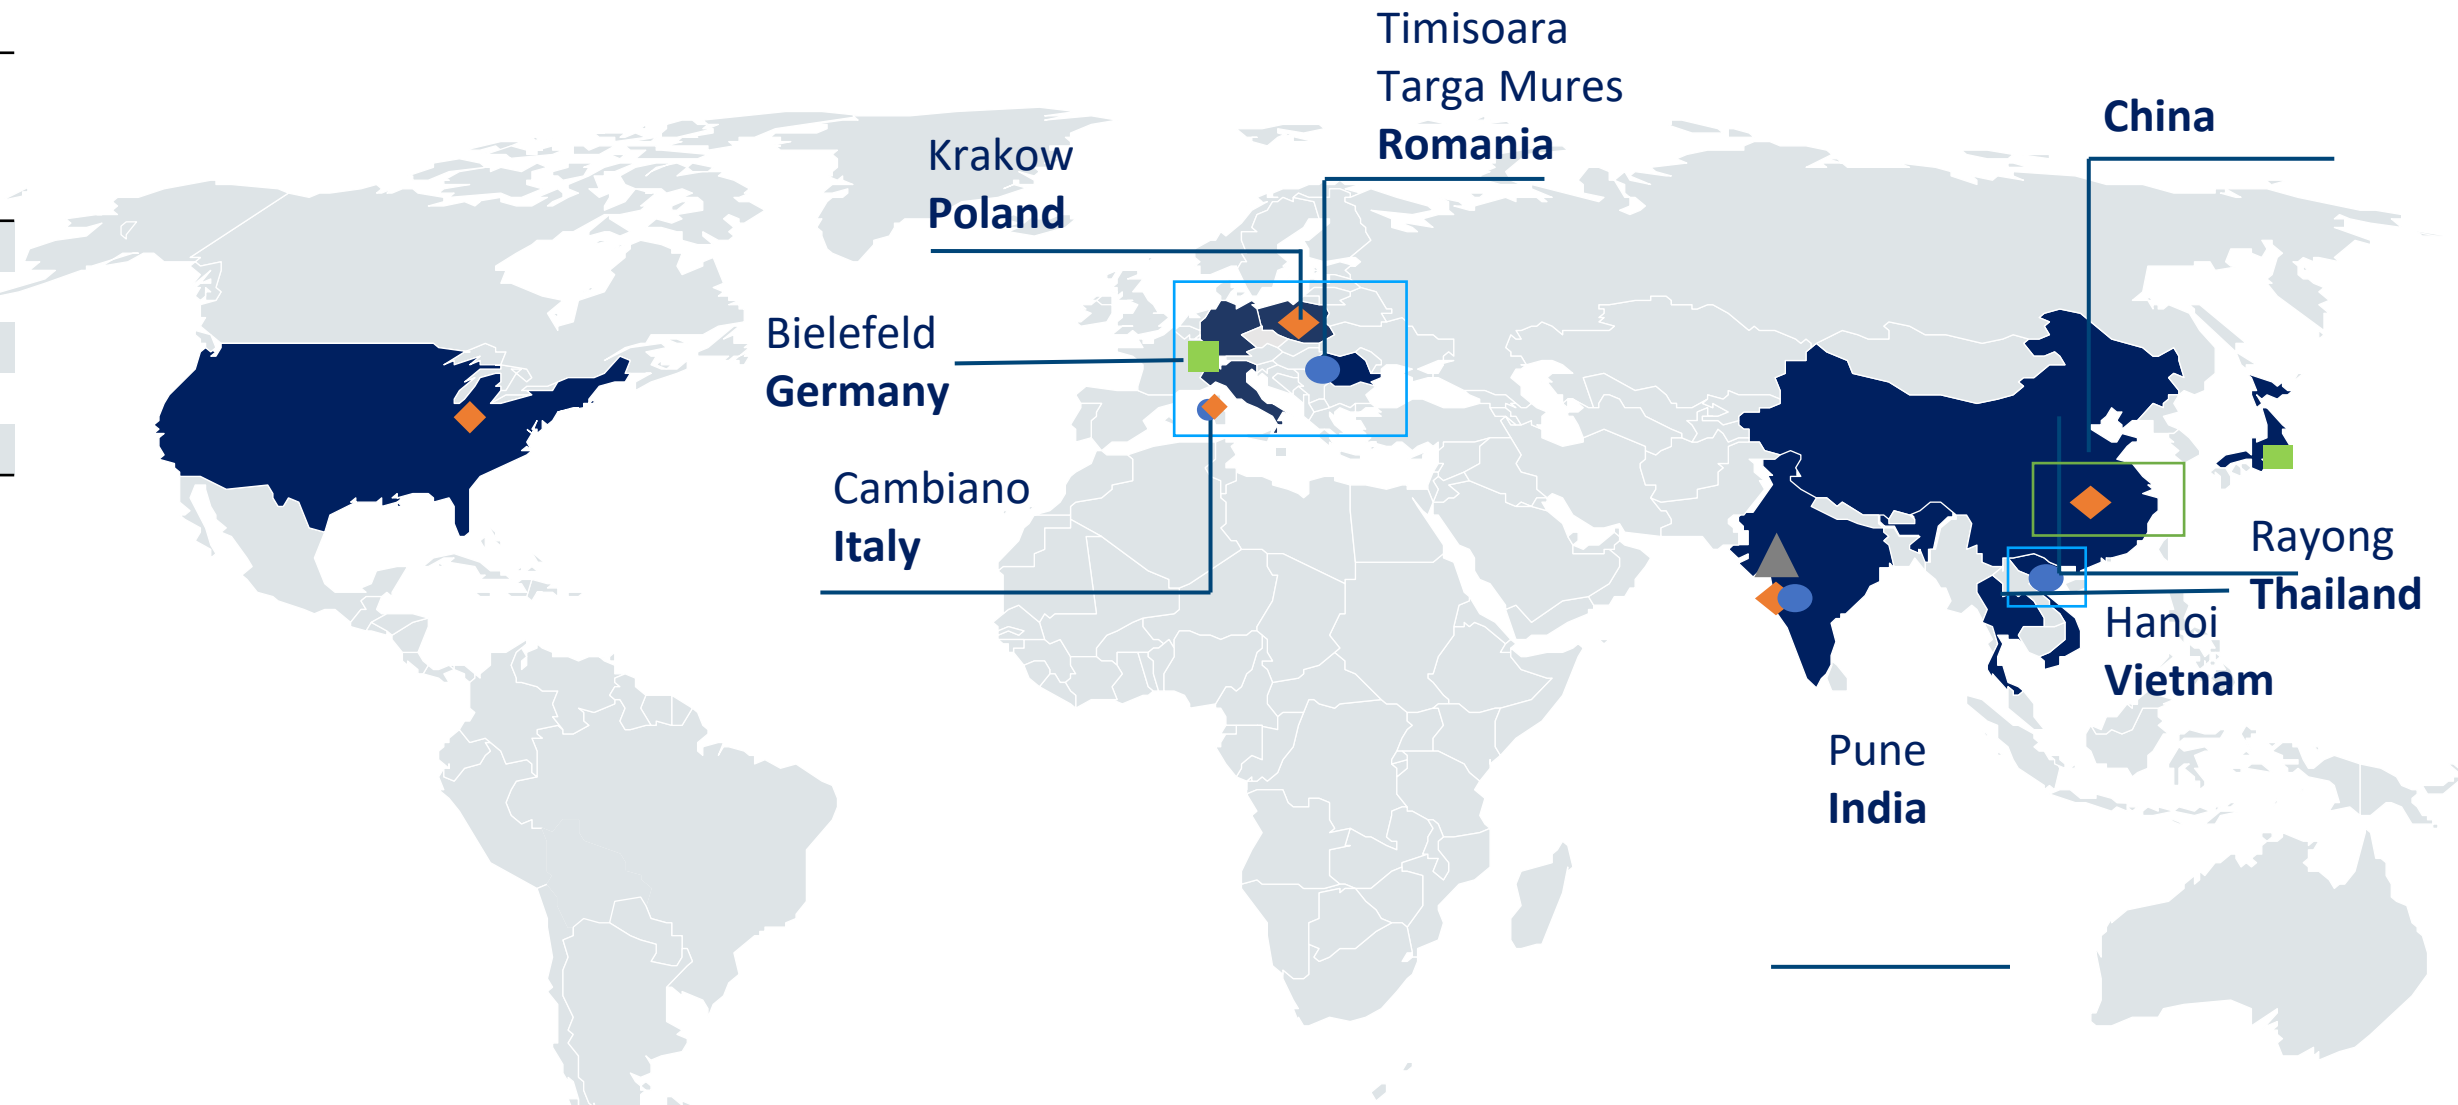 Timisoara
Targa Mures
Romania
China
Krakow
Poland
Bielefeld
Germany
Cambiano
Italy
Rayong
Thailand
Hanoi
Vietnam
Pune
India